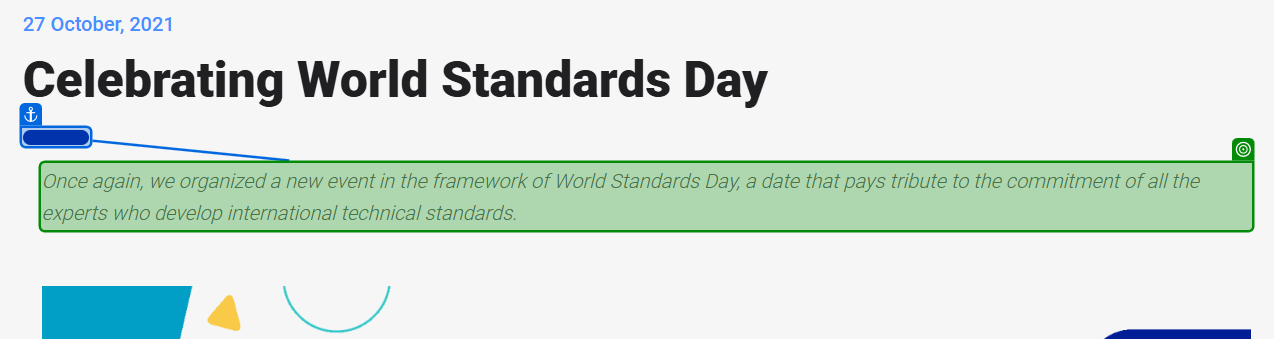 27 October, 2021
Celebrating World Standards Day
Once again, we organized a new event in the framework of World Standards Day, a date that pays tribute to the commitment of all the
experts who develop international technical standards.